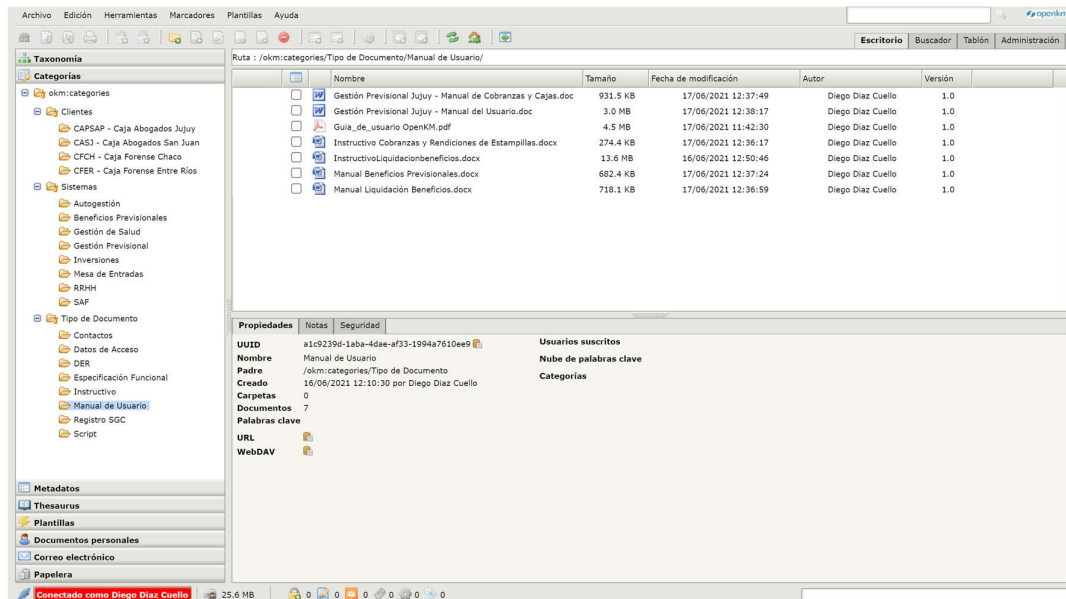 Archivo Edición Herramientas Marcadores Plantillas Ayuda
openkm
Escritorio Buscador Tablón Administración
Taxonomía
Ruta : /okm:categories/Tipo de Documento/Manual de Usuario/
Categorías
Nombre Tamaño Fecha de modificación Autor Versión
okm:categories
Clientes
CAPSAP - Caja Abogados Jujuy
CASJ - Caja Abogados San Juan
CFCH - Caja Forense Chaco
CFER - Caja Forense Entre Ríos
Sistemas
Autogestión
Beneficios Previsionales
Gestión de Salud
Gestión Previsional
Inversiones
Mesa de Entradas
RRHH
SAF
Tipo de Documento
Contactos
Datos de Acceso
DER
Especificación Funcional
Instructivo
Manual de Usuario
Registro SGC
Script
Gestión Previsional Jujuy - Manual de Cobranzas y Cajas.doc 931.5 KB 17/06/2021 12:37:49 Diego Diaz Cuello 1.0
Gestión Previsional Jujuy - Manual del Usuario.doc 3.0 MB 17/06/2021 12:38:17 Diego Diaz Cuello 1.0
Guia_de_usuario OpenKM.pdf 4.5 MB 17/06/2021 11:42:30 Diego Diaz Cuello 1.0
Instructivo Cobranzas y Rendiciones de Estampillas.docx 274.4 KB 17/06/2021 12:36:17 Diego Diaz Cuello 1.0
InstructivoLiquidacionbeneficios.docx 13.6 MB 16/06/2021 12:50:46 Diego Diaz Cuello 1.0
Manual Beneficios Previsionales.docx 682.4 KB 17/06/2021 12:37:24 Diego Diaz Cuello 1.0
Manual Liquidación Beneficios.docx 718.1 KB 17/06/2021 12:36:59 Diego Diaz Cuello 1.0
Propiedades Notas Seguridad
UUID a1c9239d-1aba-4dae-af33-1994a7610ee9
Nombre Manual de Usuario
Padre /okm:categories/Tipo de Documento
Creado 16/06/2021 12:10:30 por Diego Diaz Cuello
Carpetas 0
Documentos 7
Palabras clave
URL
WebDAV
Usuarios suscritos
Nube de palabras clave
Categorías
Metadatos
Thesaurus
Plantillas
Documentos personales
Correo electrónico
Papelera
Conectado como Diego Diaz Cuello 25.6 MB 0 0 0 0 0 0